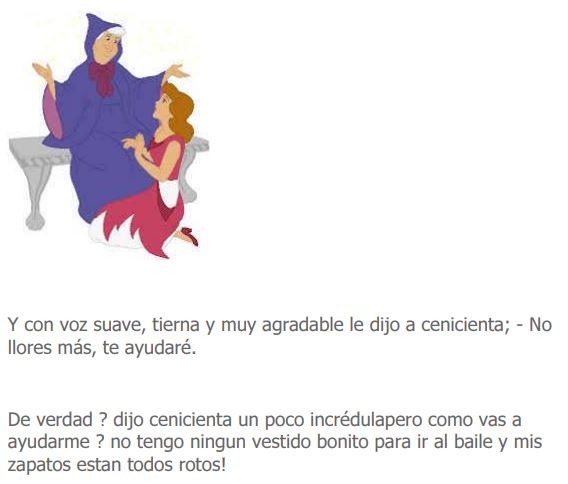 Y con voz suave, tierna y muy agradable le dijo a cenicienta; - No
llores más, te ayudaré.
De verdad ? dijo cenicienta un poco incrédulapero como vas a
ayudarme ? no tengo ningun vestido bonito para ir al baile y mis
zapatos estan todos rotos!